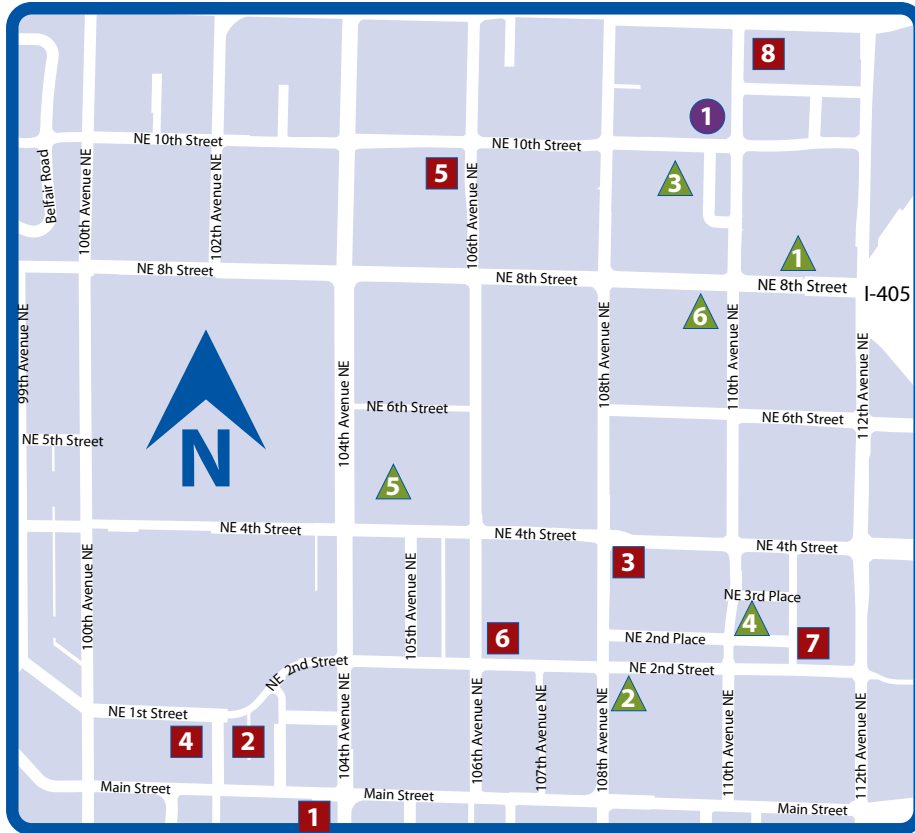 8
1
NE 10th Street
NE 10th Street
Belfair Road
100th Avenue NE
102th Avenue NE
5
106th Avenue NE
3
1
NE 8h Street
NE 8th Street
NE 8th Street
I-405
6
99th Avenue NE
104th Avenue NE
108th Avenue NE
110th Avenue NE
112th Avenue NE
NE 6th Street
NE 6th Street
NE 5th Street
N
5
NE 4th Street
NE 4th Street
NE 4th Street
3
100th Avenue NE
105th Avenue NE
NE 3rd Place
4
6
NE 2nd Place
7
NE 2nd Street
NE 2nd Street
2
104th Avenue NE
106th Avenue NE
107th Avenue NE
108th Avenue NE
110th Avenue NE
112th Avenue NE
NE 1st Street
4
2
Main Street
Main Street
Main Street
1